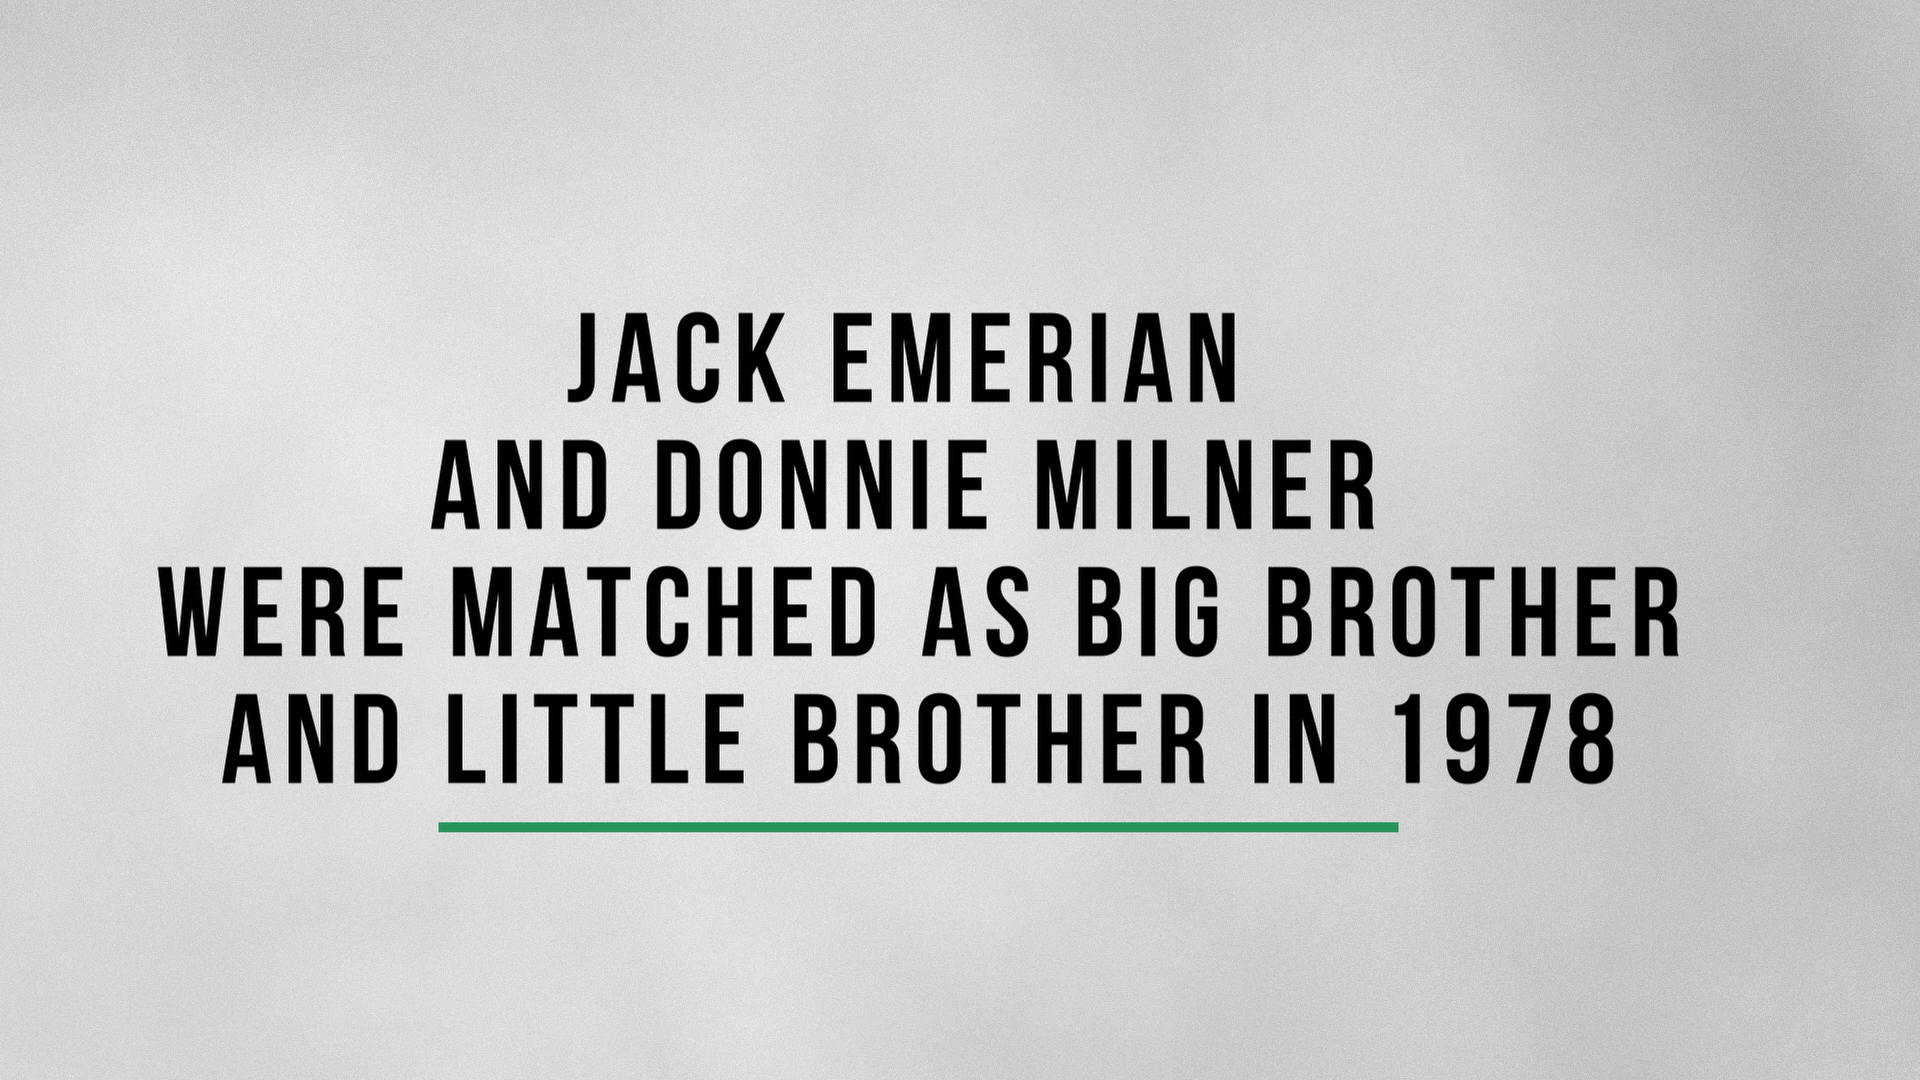 JACK EMERIAN
AND DONNIE MILNER
WERE MATCHED AS BIG BROTHER
AND LITTLE BROTHER IN 1978